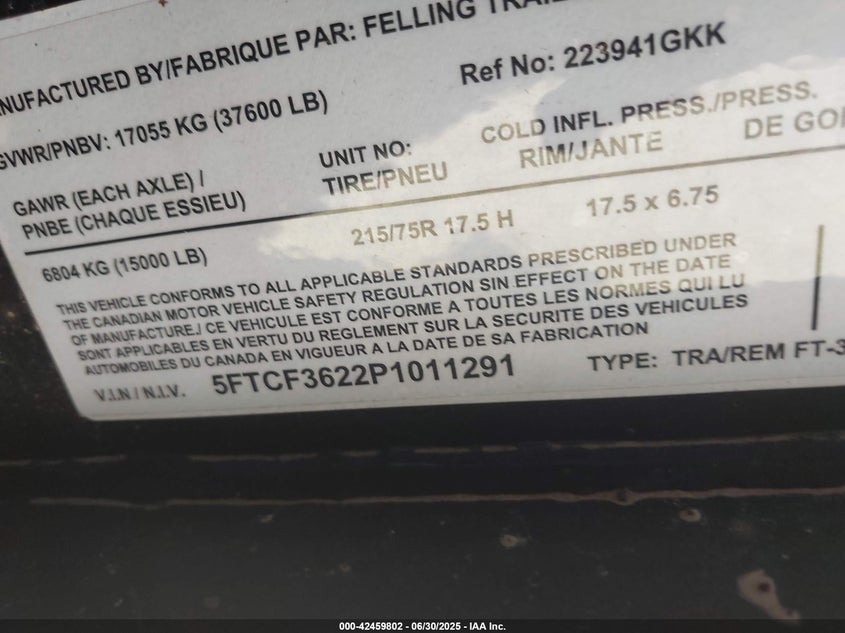 MANUFACTURED BY/FABRIQUE PAR: FELLING
Ref No: 223941GKK
GVWR/PNBV: 17055 KG (37600 LB)
COLD INFL. PRESS./PRESS.
UNIT NO:
RIM/JANTE
GAWR (EACH AXLE) /
TIRE/PNEU
PNBE (CHAQUE ESSIEU)
6804 KG (15000 LB)
215/75R 17.5 H
17.5 x 6.75
THIS VEHICLE CONFORMS TO ALL APPLICABLE STANDARDS PRESCRIBED UNDER
THE CANADIAN MOTOR VEHICLE SAFETY REGULATION SIN EFFECT ON THE DATE
OF MANUFACTURE./ CE VEHICULE EST CONFORME A TOUTES LES NORMES QUI LU
SONT APPLICABLES EN VERTU DU REGLEMENT SUR LA SECURITE DES VEHICULES
AUTOMOBILES DU CANADA EN VIGUEUR A LA DATE DE SA FABRICATION
V.I.N / N.I.V. 5FTCF3622P1011291 TYPE: TRA/REM FT-3
000-42459802 - 06/30/2025 - IAA Inc.